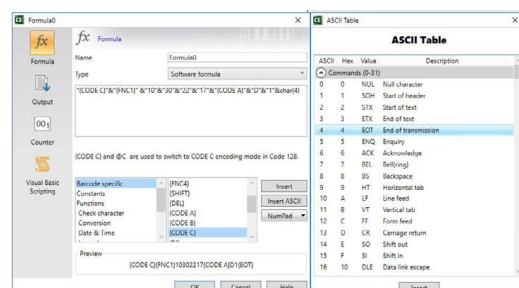 Formula0
fx Formula
Formula
Output
001
Counter
Visual Basic
Scripting
Name Formula0
Type Software formula
"{CODE C}"&"{FNC1}" &"10"&"30"&"22"&"17"&"{CODE A}"&"D"&"1"&char(4)
{CODE C} and @C are used to switch to CODE C encoding mode in Code 128.
Barcode specific
Constants
Functions
Check character
Conversion
Date & Time
{FNC4}
{SHIFT}
{DEL}
{CODE A}
{CODE B}
{CODE C}
Insert
Insert ASCII
NumPad
Preview
{CODE C}{FNC1}10302217{CODE A}D1{EOT}
OK Cancel Help
ASCII Table
ASCII Table
ASCII Hex Value Description
Commands (0-31)
0 0 NUL Null character
1 1 SOH Start of header
2 2 STX Start of text
3 3 ETX End of text
4 4 EOT End of transmission
5 5 ENQ Enquiry
6 6 ACK Acknowledge
7 7 BEL Bell(ring)
8 8 BS Backspace
9 9 HT Horizontal tab
10 A LF Line feed
11 B VT Vertical tab
12 C FF Form feed
13 D CR Carriage return
14 E SO Shift out
15 F SI Shift in
16 10 DLE Data link escape
Insert